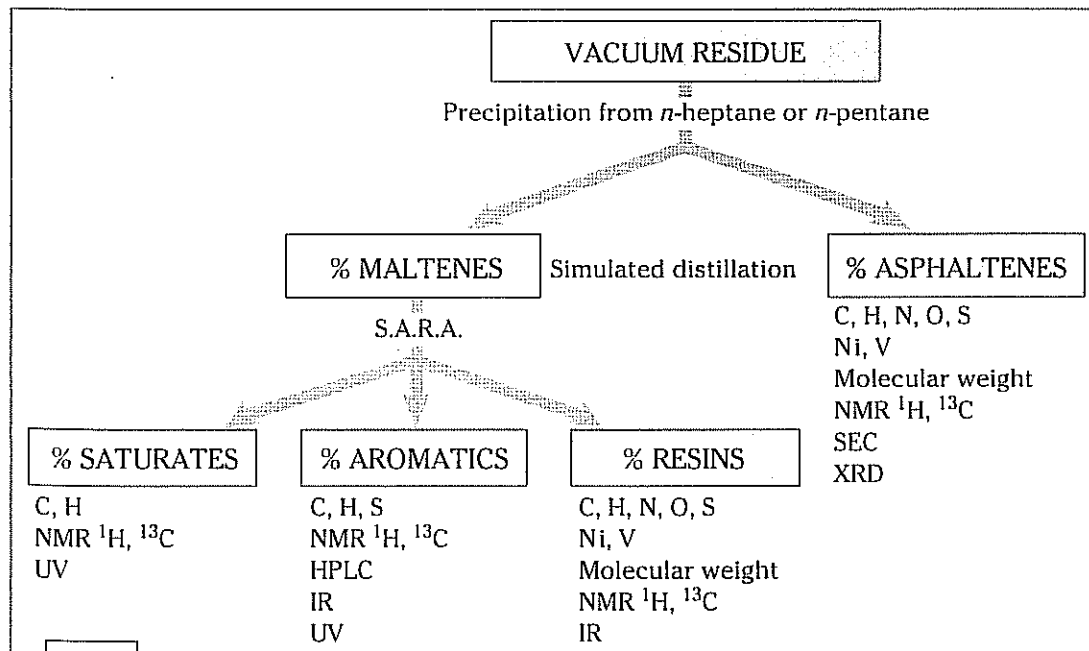 VACUUM RESIDUE
Precipitation from n-heptane or n-pentane
% MALTENES
Simulated distillation
% ASPHALTENES
C, H, N, O, S
Ni, V
Molecular weight
NMR ¹H, ¹³C
SEC
XRD
S.A.R.A.
% SATURATES
C, H
NMR ¹H, ¹³C
UV
% AROMATICS
C, H, S
NMR ¹H, ¹³C
HPLC
IR
UV
% RESINS
C, H, N, O, S
Ni, V
Molecular weight
NMR ¹H, ¹³C
IR